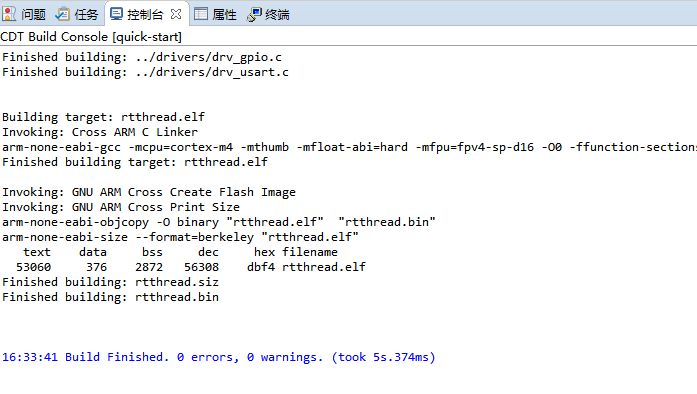 问题 任务 控制台 属性 终端
CDT Build Console [quick-start]
Finished building: ../drivers/drv_gpio.c
Finished building: ../drivers/drv_usart.c
Building target: rtthread.elf
Invoking: Cross ARM C Linker
arm-none-eabi-gcc -mcpu=cortex-m4 -mthumb -mfloat-abi=hard -mfpu=fpv4-sp-d16 -O0 -ffunction-sections
Finished building target: rtthread.elf
Invoking: GNU ARM Cross Create Flash Image
Invoking: GNU ARM Cross Print Size
arm-none-eabi-objcopy -O binary "rtthread.elf"  "rtthread.bin"
arm-none-eabi-size --format=berkeley "rtthread.elf"
   text    data     bss     dec     hex filename
  53060     376    2872   56308    dbf4 rtthread.elf
Finished building: rtthread.siz
Finished building: rtthread.bin
16:33:41 Build Finished. 0 errors, 0 warnings. (took 5s.374ms)